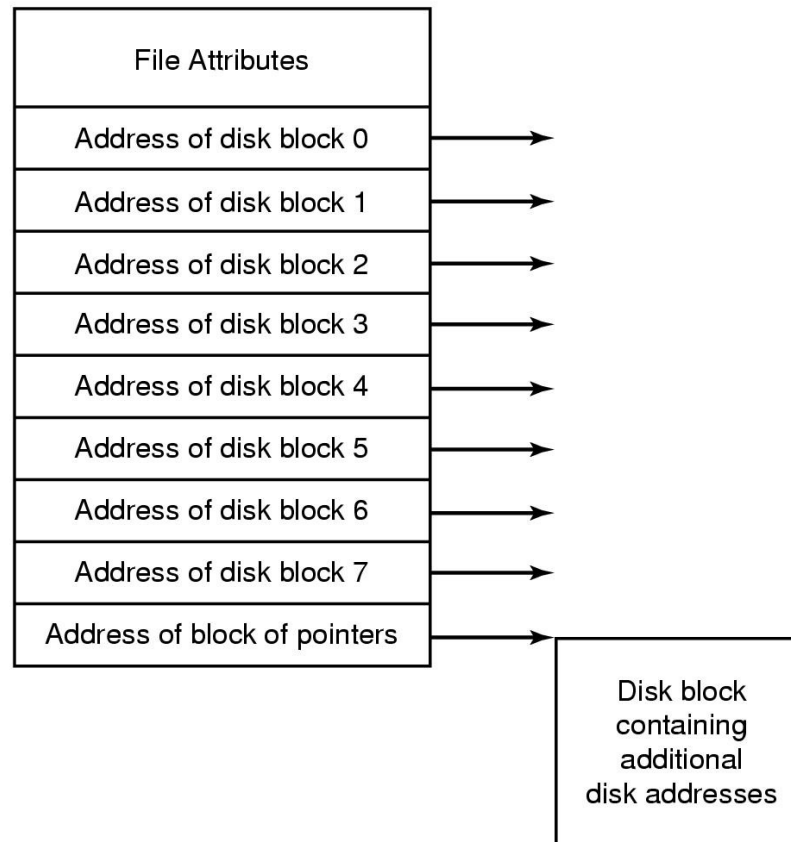 File Attributes
Address of disk block 0
Address of disk block 1
Address of disk block 2
Address of disk block 3
Address of disk block 4
Address of disk block 5
Address of disk block 6
Address of disk block 7
Address of block of pointers
Disk block
containing
additional
disk addresses